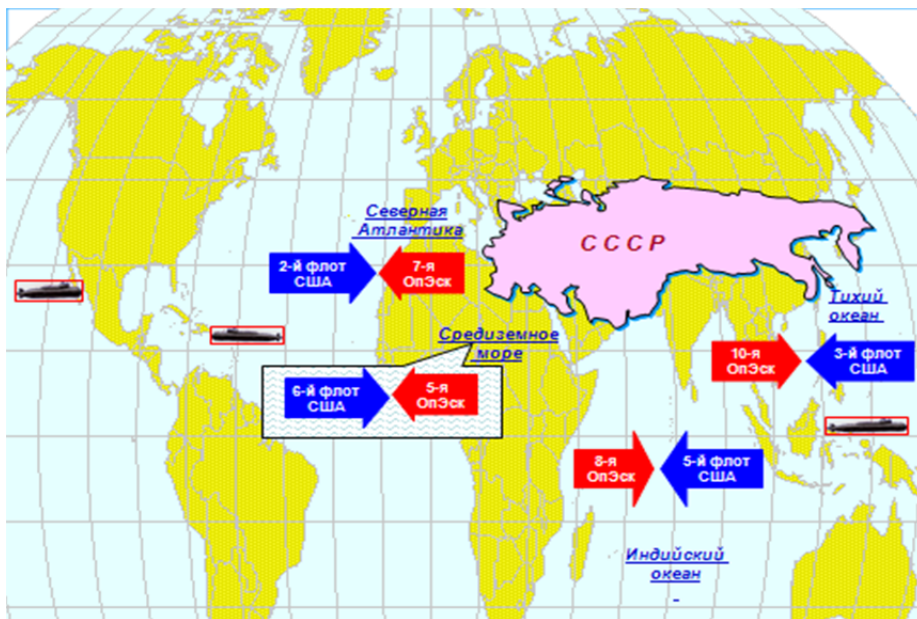 Северная
Атлантика
2-й флот
США
7-я
ОпЭск
СССР
Тихий
океан
Средиземное
море
6-й флот
США
5-я
ОпЭск
10-я
ОпЭск
3-й флот
США
8-я
ОпЭск
5-й флот
США
Индийский
океан
-